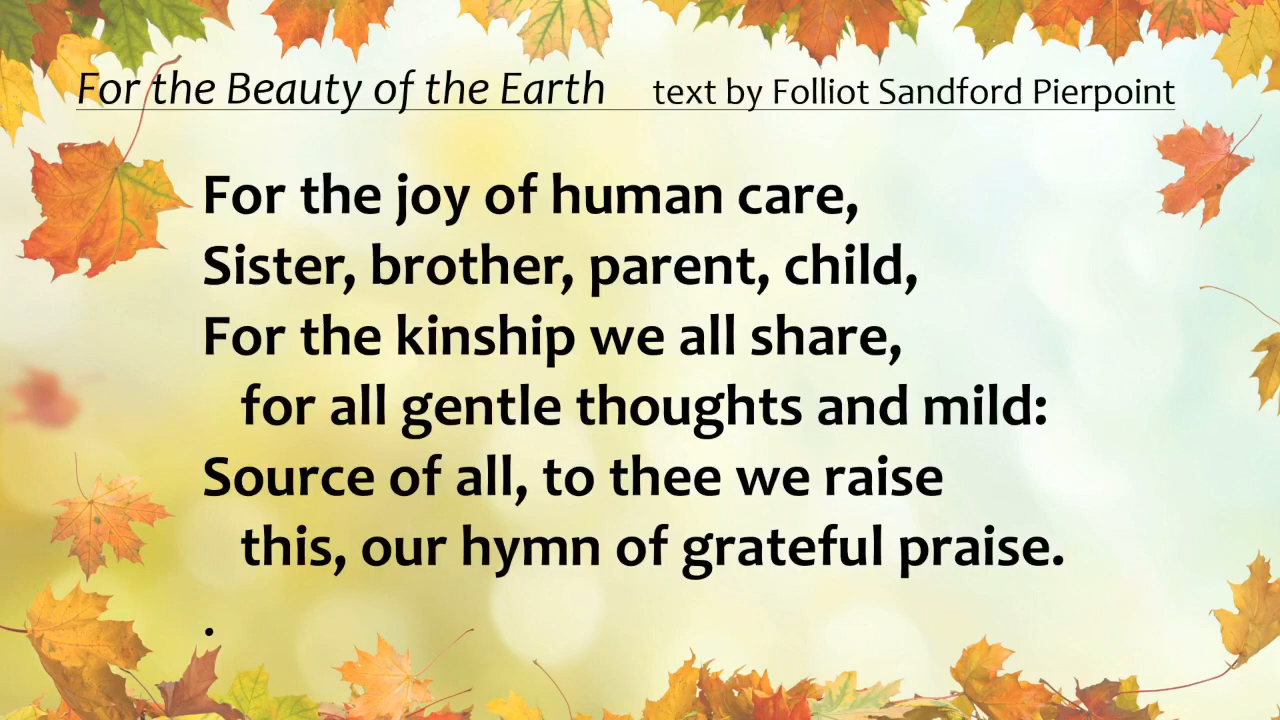 For the Beauty of the Earth text by Folliot Sandford Pierpoint
For the joy of human care,
Sister, brother, parent, child,
For the kinship we all share,
for all gentle thoughts and mild:
Source of all, to thee we raise
this, our hymn of grateful praise.
.